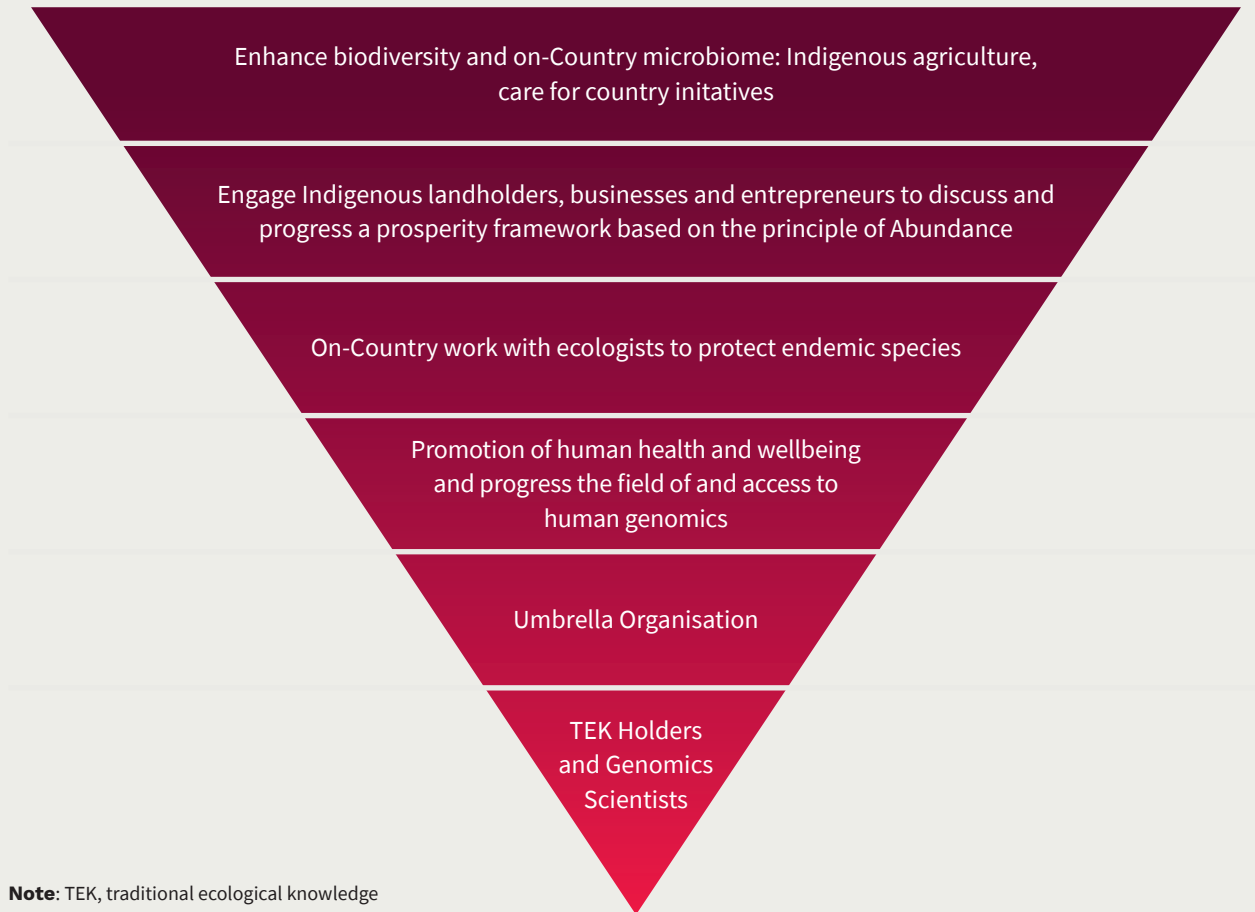 Enhance biodiversity and on-Country microbiome: Indigenous agriculture,
care for country initatives
Engage Indigenous landholders, businesses and entrepreneurs to discuss and
progress a prosperity framework based on the principle of Abundance
On-Country work with ecologists to protect endemic species
Promotion of human health and wellbeing
and progress the field of and access to
human genomics
Umbrella Organisation
TEK Holders
and Genomics
Scientists
Note: TEK, traditional ecological knowledge